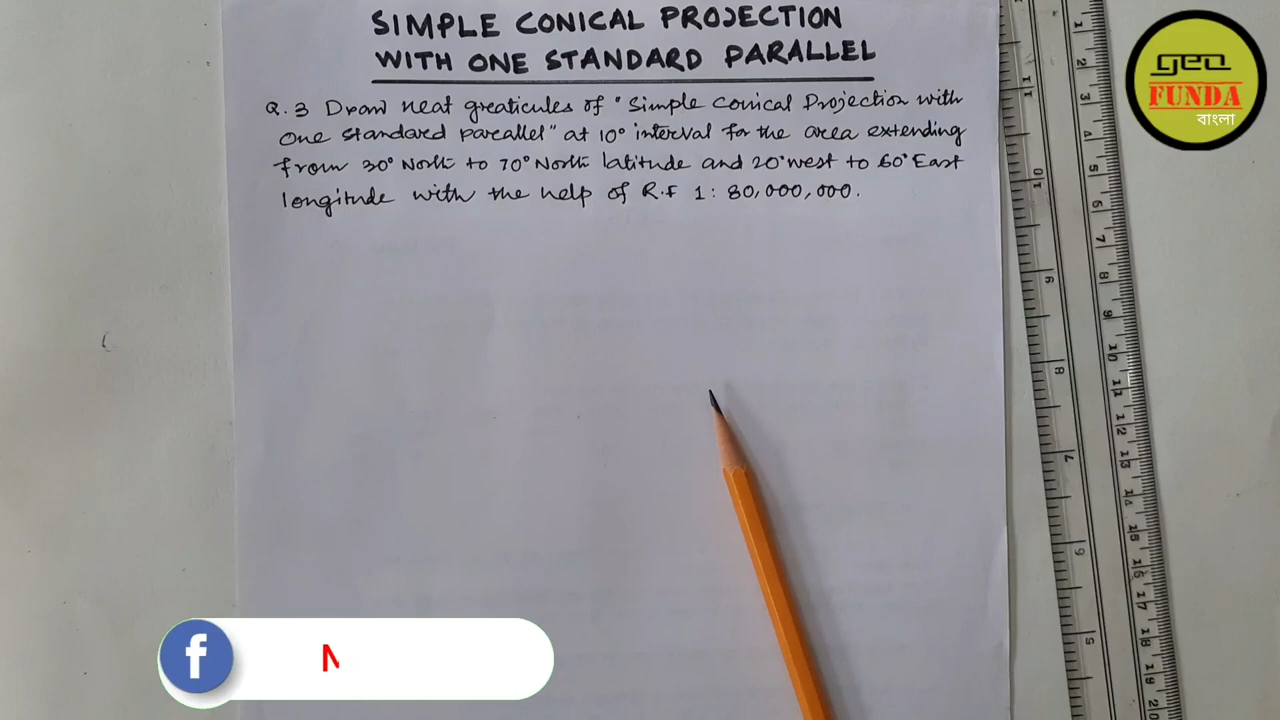 SIMPLE CONICAL PROJECTION
WITH ONE STANDARD PARALLEL
Q.3 Draw neat greaticules of "Simple Conical Projection with
One Standard Parallel" at 10° interval for the area extending
from 30° North to 70° North latitude and 20° west to 60° East
longitude with the help of R.F 1: 80,000,000.
geo
FUNDA
বাংলা
f